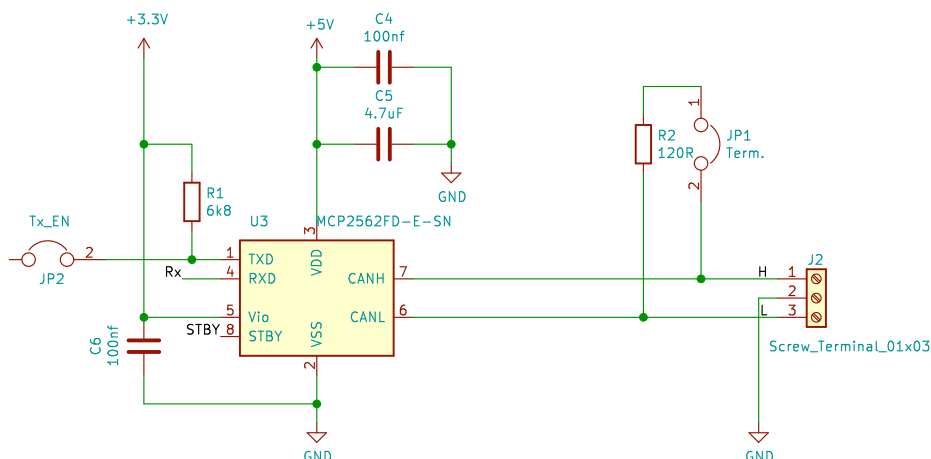 +3.3V
+5V
C4
100nf
C5
4.7uF
GND
R1
6k8
Tx_EN
2
JP2
Rx
STBY
C6
100nf
U3
MCP2562FD-E-SN
1
TXD
4
RXD
5
Vio
8
STBY
3
VDD
VSS
2
CANH
7
CANL
6
GND
R2
120R
1
JP1
Term.
2
H
L
J2
1
2
3
Screw_Terminal_01x03
GND